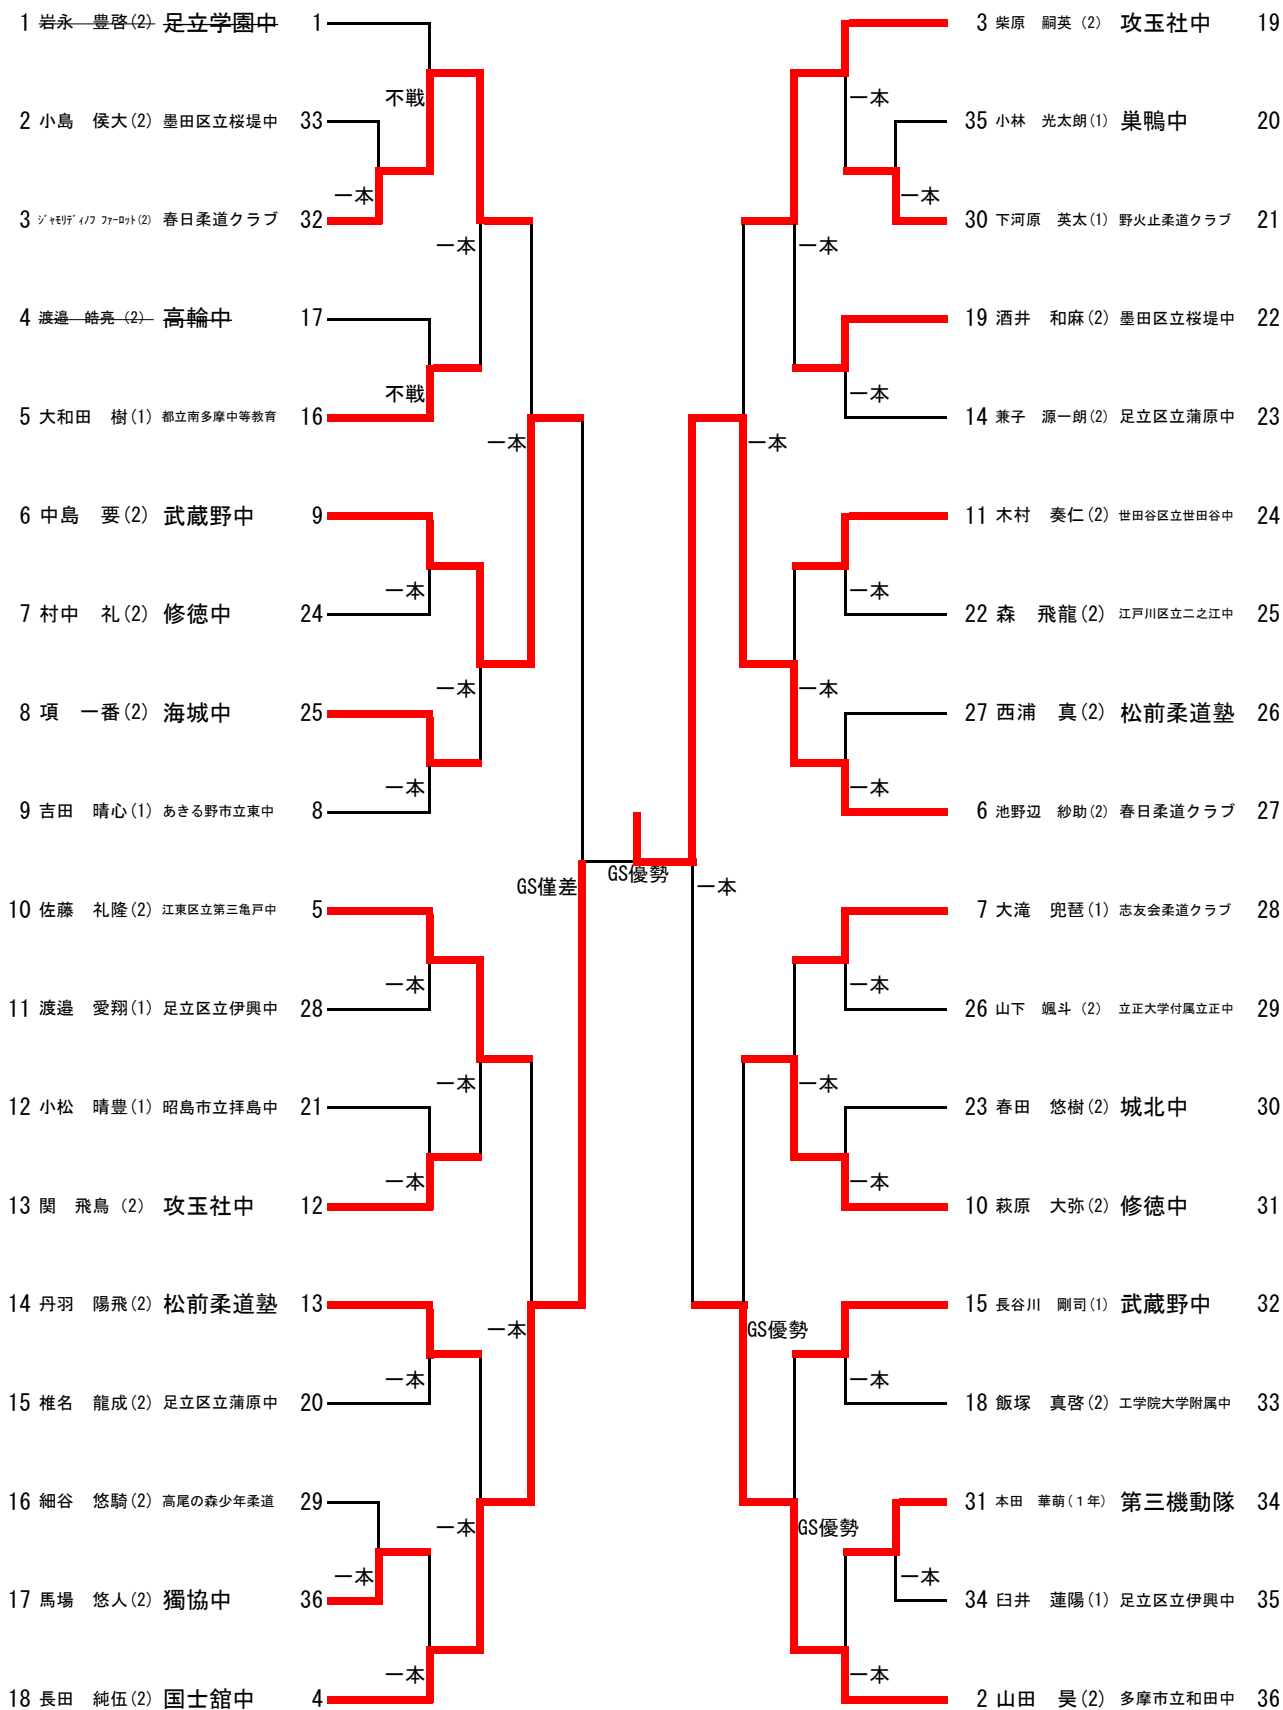 1 岩永　豊啓(2) 足立学園中 1
2 小島　侯大(2) 墨田区立桜堤中 33
3 ジャモリディノフ ファーロット(2) 春日柔道クラブ 32
4 渡邉　皓亮 (2) 高輪中 17
5 大和田　樹(1) 都立南多摩中等教育 16
6 中島　要(2) 武蔵野中 9
7 村中　礼(2) 修徳中 24
8 項　一番(2) 海城中 25
9 吉田　晴心(1) あきる野市立東中 8
10 佐藤　礼隆(2) 江東区立第三亀戸中 5
11 渡邉　愛翔(1) 足立区立伊興中 28
12 小松　晴豊(1) 昭島市立拝島中 21
13 関　飛鳥 (2) 攻玉社中 12
14 丹羽　陽飛(2) 松前柔道塾 13
15 椎名　龍成(2) 足立区立蒲原中 20
16 細谷　悠騎(2) 高尾の森少年柔道 29
17 馬場　悠人(2) 獨協中 36
18 長田　純伍(2) 国士舘中 4
不戦
一本
一本
不戦
一本
一本
一本
一本
GS僅差
一本
一本
一本
一本
一本
一本
一本
一本
GS優勢
3 柴原　嗣英 (2) 攻玉社中 19
35 小林　光太朗(1) 巣鴨中 20
30 下河原　英太(1) 野火止柔道クラブ 21
19 酒井　和麻(2) 墨田区立桜堤中 22
14 兼子　源一朗(2) 足立区立蒲原中 23
11 木村　奏仁(2) 世田谷区立世田谷中 24
22 森　飛龍(2) 江戸川区立二之江中 25
27 西浦　真(2) 松前柔道塾 26
6 池野辺　紗助(2) 春日柔道クラブ 27
7 大滝　兜琶(1) 志友会柔道クラブ 28
26 山下　颯斗 (2) 立正大学付属立正中 29
23 春田　悠樹(2) 城北中 30
10 萩原　大弥(2) 修徳中 31
15 長谷川　剛司(1) 武蔵野中 32
18 飯塚　真啓(2) 工学院大学附属中 33
31 本田　華萌(１年) 第三機動隊 34
34 臼井　蓮陽(1) 足立区立伊興中 35
2 山田　昊(2) 多摩市立和田中 36
一本
一本
一本
一本
一本
一本
一本
一本
一本
一本
一本
一本
GS優勢
一本
GS優勢
一本
一本